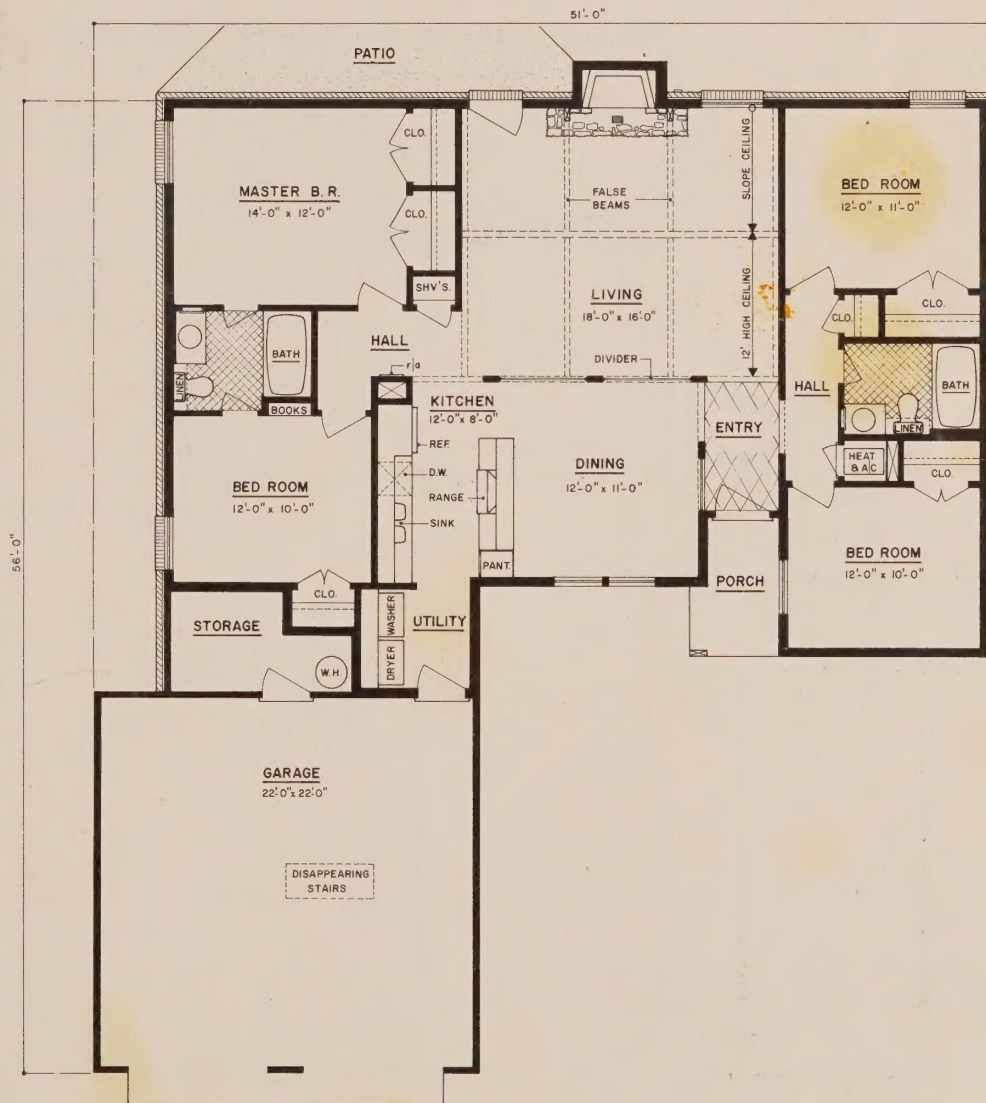 51'-0"
PATIO
CLO.
MASTER B.R.
14'-0" x 12'-0"
CLO.
SHV'S.
FALSE
BEAMS
SLOPE CEILING
12' HIGH CEILING
LIVING
18'-0" x 16'-0"
DIVIDER
BED ROOM
12'-0" x 11'-0"
CLO.
CLO.
HALL
r/a
BATH
LINEN
BOOKS
KITCHEN
12'-0" x 8'-0"
REF.
D.W.
RANGE
SINK
PANT.
DINING
12'-0" x 11'-0"
ENTRY
HALL
BATH
LINEN
HEAT
& AC
CLO.
BED ROOM
12'-0" x 10'-0"
CLO.
BED ROOM
12'-0" x 10'-0"
PORCH
56'-0"
STORAGE
W.H.
WASHER
DRYER
UTILITY
GARAGE
22'-0" x 22'-0"
DISAPPEARING
STAIRS